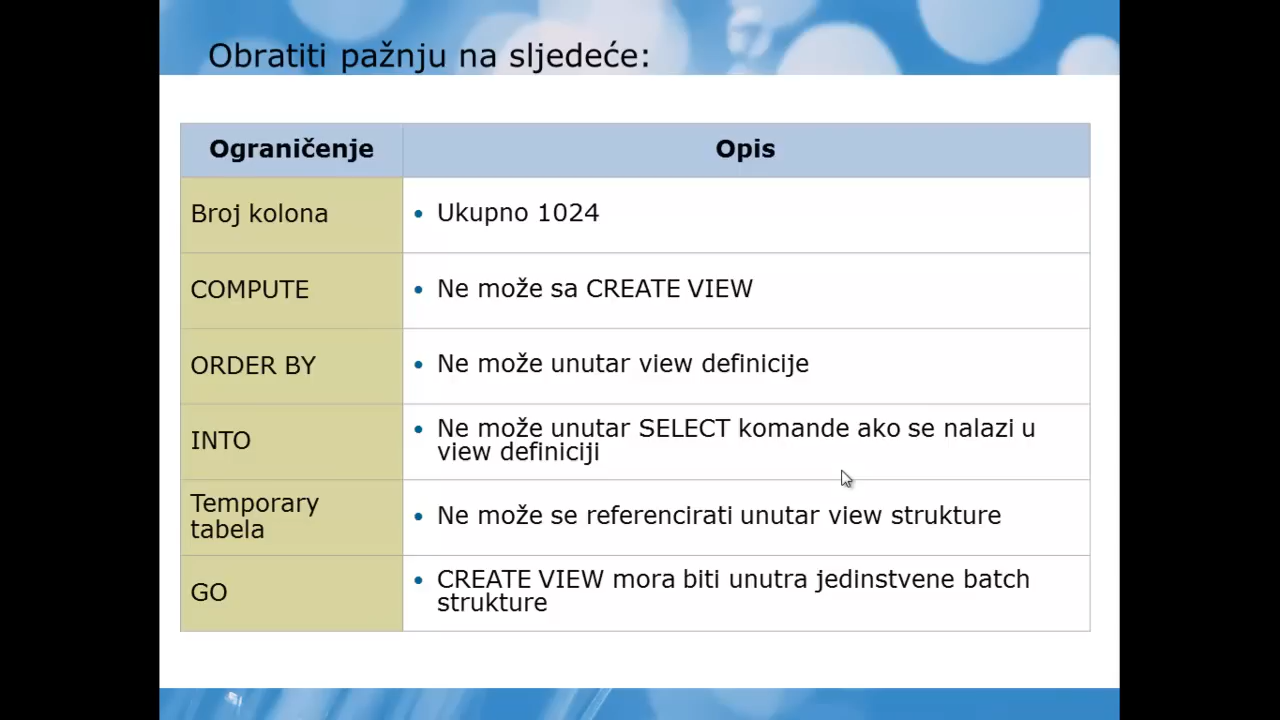 Obratiti pažnju na sljedeće:
Ograničenje
Opis
Broj kolona
• Ukupno 1024
COMPUTE
• Ne može sa CREATE VIEW
ORDER BY
• Ne može unutar view definicije
INTO
• Ne može unutar SELECT komande ako se nalazi u
view definiciji
Temporary
tabela
• Ne može se referencirati unutar view strukture
GO
• CREATE VIEW mora biti unutra jedinstvene batch
strukture